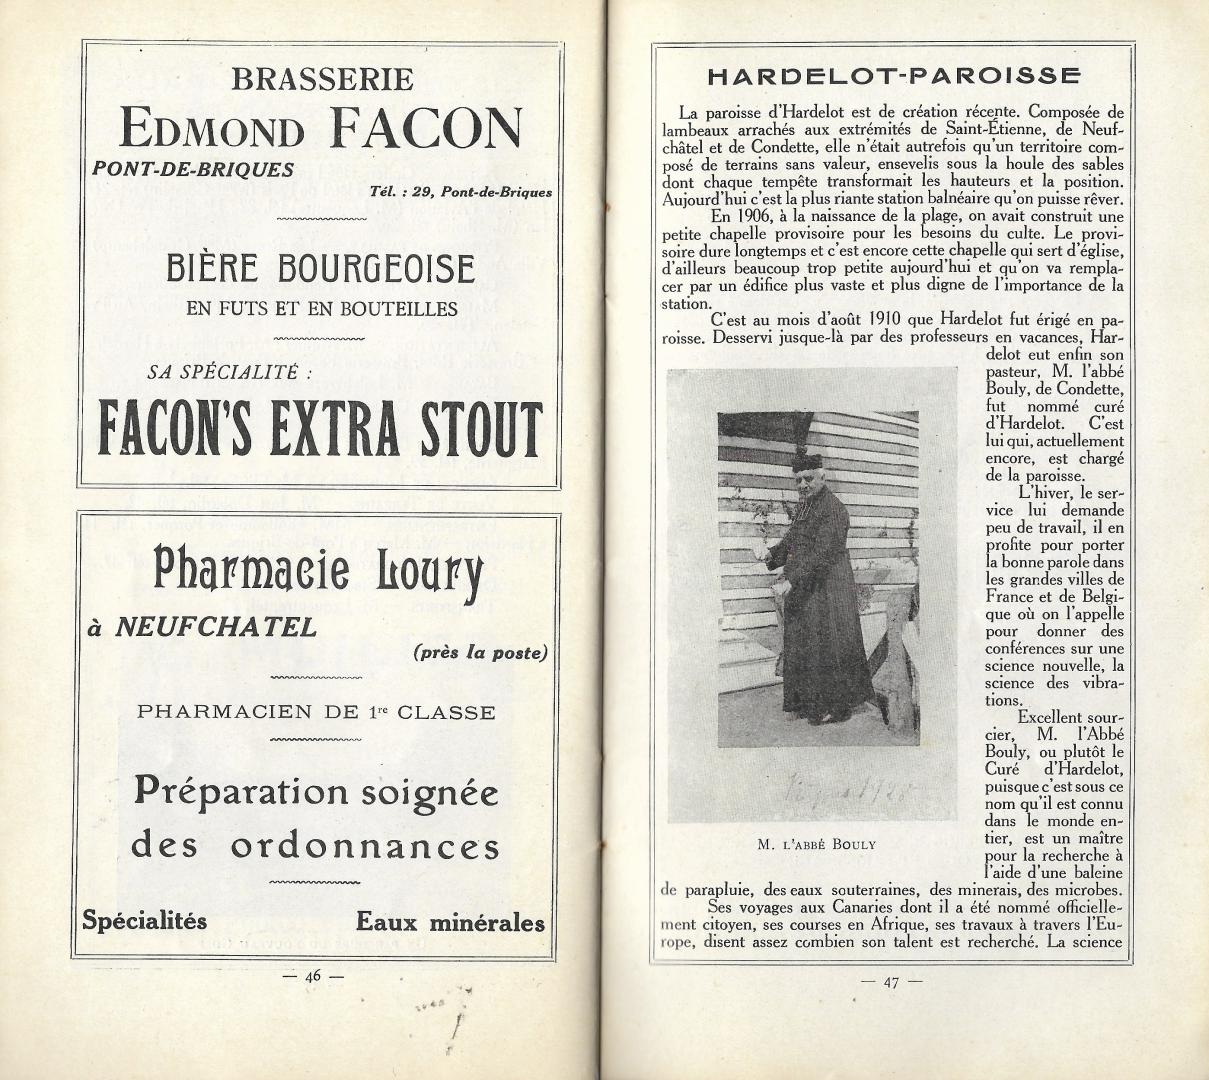 BRASSERIE
EDMOND FACON
PONT-DE-BRIQUES
Tél. : 29, Pont-de-Briques
BIÈRE BOURGEOISE
EN FUTS ET EN BOUTEILLES
SA SPÉCIALITÉ :
FACON'S EXTRA STOUT
Pharmacie Loury
à NEUFCHATEL
(près la poste)
PHARMACIEN DE 1re CLASSE
Préparation soignée
des ordonnances
Spécialités Eaux minérales
— 46 —
HARDELOT-PAROISSE
La paroisse d'Hardelot est de création récente. Composée de
lambeaux arrachés aux extrémités de Saint-Étienne, de Neuf-
châtel et de Condette, elle n'était autrefois qu'un territoire com-
posé de terrains sans valeur, ensevelis sous la houle des sables
dont chaque tempête transformait les hauteurs et la position.
Aujourd'hui c'est la plus riante station balnéaire qu'on puisse rêver.
En 1906, à la naissance de la plage, on avait construit une
petite chapelle provisoire pour les besoins du culte. Le provi-
soire dure longtemps et c'est encore cette chapelle qui sert d'église,
d'ailleurs beaucoup trop petite aujourd'hui et qu'on va rempla-
cer par un édifice plus vaste et plus digne de l'importance de la
station.
C'est au mois d'août 1910 que Hardelot fut érigé en pa-
roisse. Desservi jusque-là par des professeurs en vacances, Har-
delot eut enfin son
pasteur, M. l'abbé
Bouly, de Condette,
fut nommé curé
d'Hardelot. C'est
lui qui, actuellement
encore, est chargé
de la paroisse.
L'hiver, le ser-
vice lui demande
peu de travail, il en
profite pour porter
la bonne parole dans
les grandes villes de
France et de Belgi-
que où on l'appelle
pour donner des
conférences sur une
science nouvelle, la
science des vibra-
tions.
Excellent sour-
cier, M. l'Abbé
Bouly, ou plutôt le
Curé d'Hardelot,
puisque c'est sous ce
nom qu'il est connu
dans le monde en-
tier, est un maître
pour la recherche à
l'aide d'une baleine
M. L'ABBÉ BOULY
de parapluie, des eaux souterraines, des minerais, des microbes.
Ses voyages aux Canaries dont il a été nommé officielle-
ment citoyen, ses courses en Afrique, ses travaux à travers l'Eu-
rope, disent assez combien son talent est recherché. La science
— 47 —